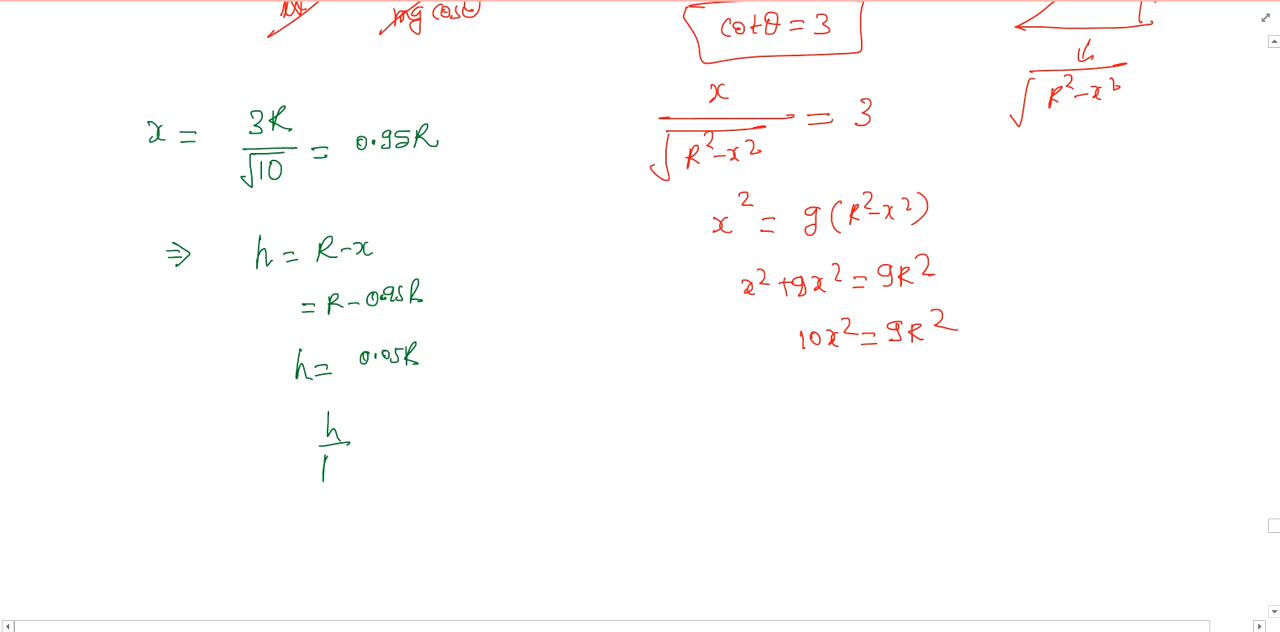 mg cosθ
cotθ = 3
√(R²-x²)
x = 3R/√10 = 0.95R
x/√(R²-x²) = 3
x² = 9(R²-x²)
⇒ h = R-x
x²+9x² = 9R²
= R-0.95R
10x² = 9R²
h = 0.05R
h/